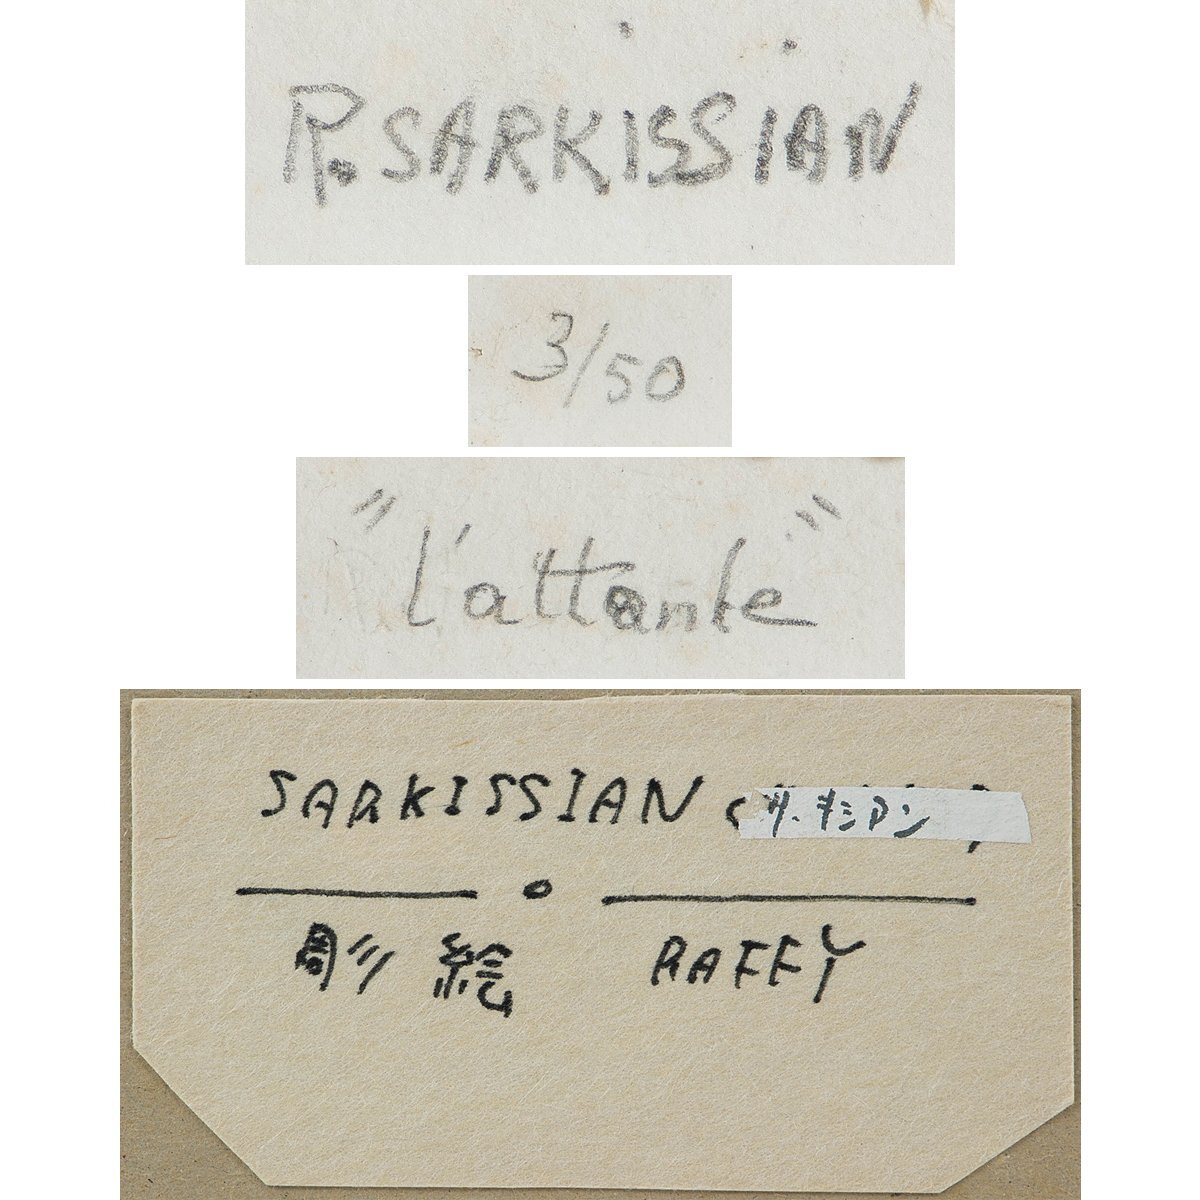 R. SARKISSIAN
3/50
"l'attante"
SARKISSIAN (サ・キシアン
彫絵 RAFFY